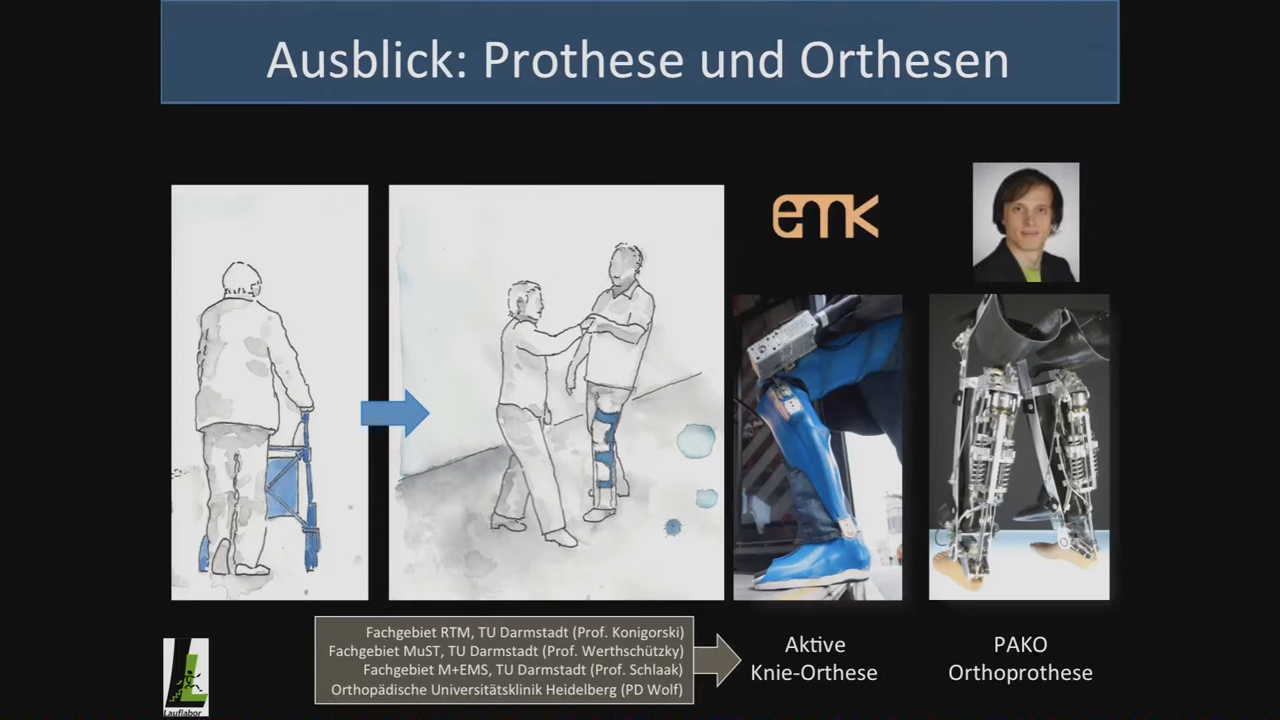 Ausblick: Prothese und Orthesen
emk
Fachgebiet RTM, TU Darmstadt (Prof. Konigorski)
Fachgebiet MuST, TU Darmstadt (Prof. Werthschützky)
Fachgebiet M+EMS, TU Darmstadt (Prof. Schlaak)
Orthopädische Universitätsklinik Heidelberg (PD Wolf)
Aktive
Knie-Orthese
PAKO
Orthoprothese
Lauflabor